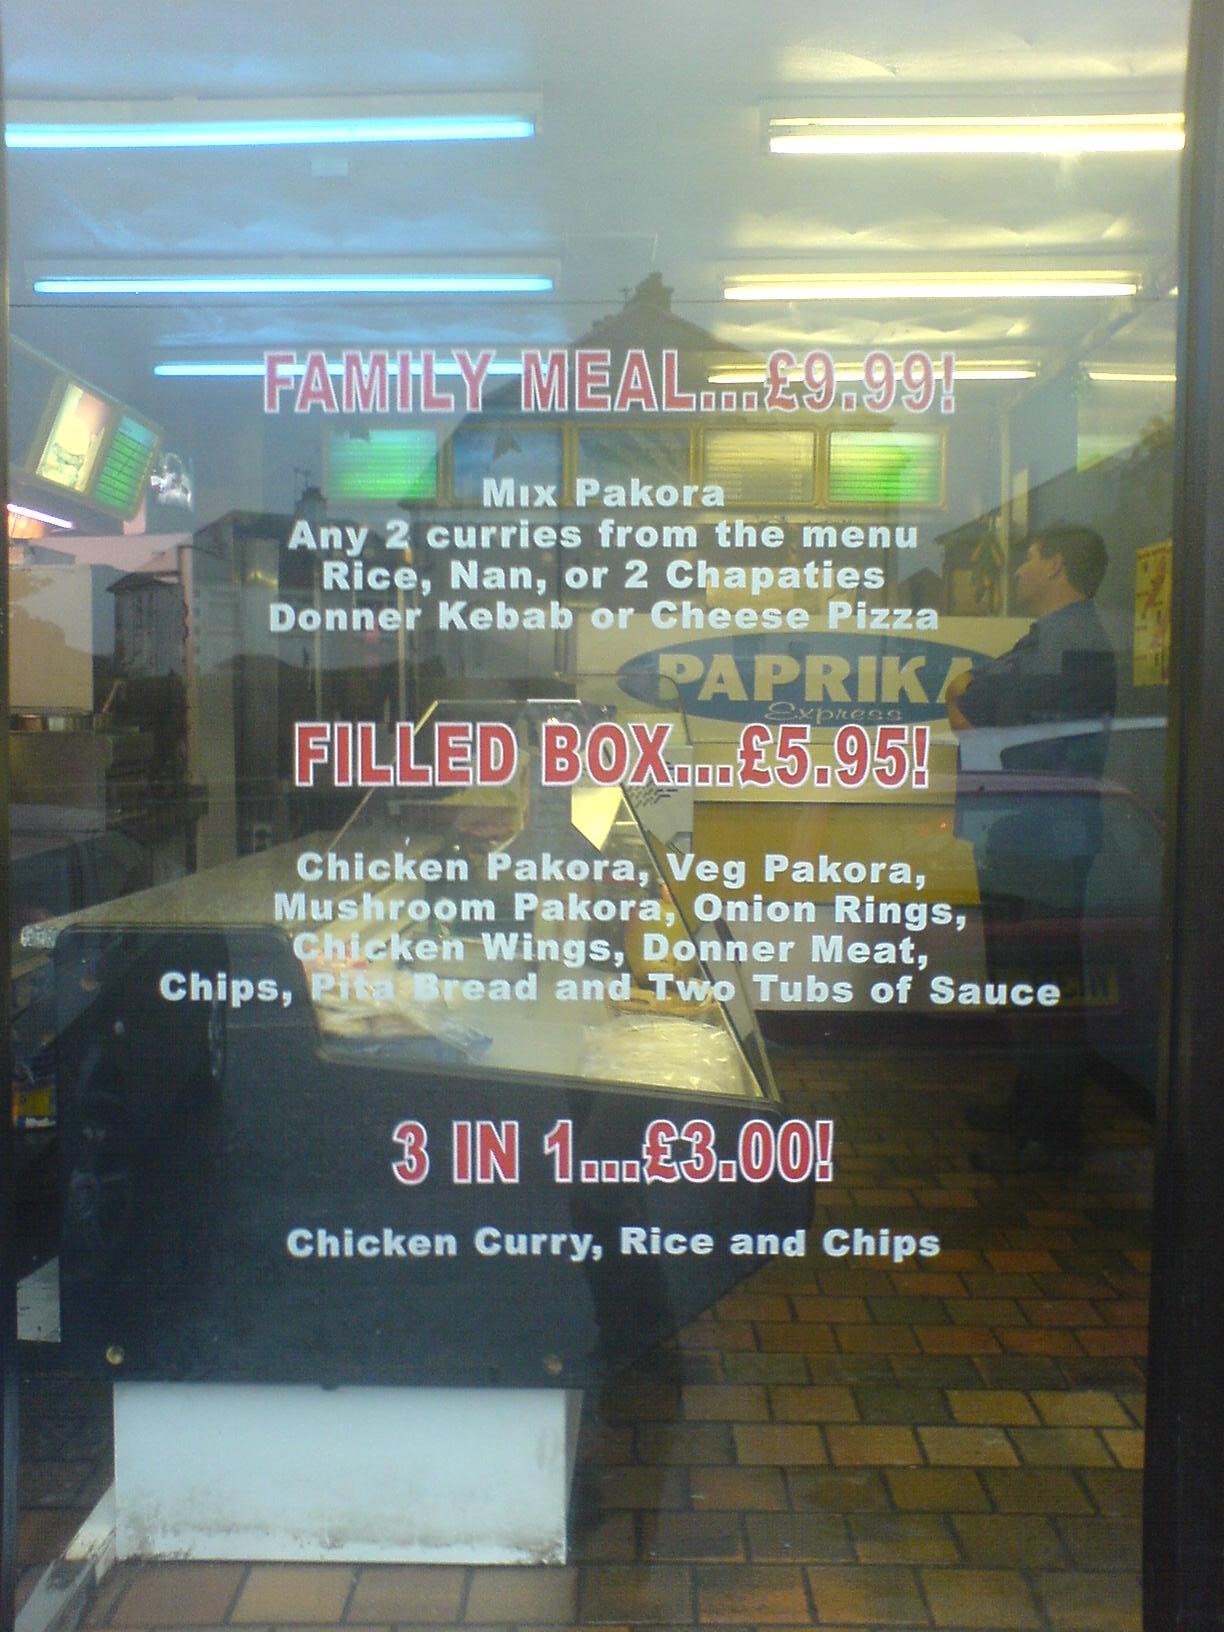 FAMILY MEAL...£9.99!
Mix Pakora
Any 2 curries from the menu
Rice, Nan, or 2 Chapaties
Donner Kebab or Cheese Pizza
PAPRIKA
Express
FILLED BOX...£5.95!
Chicken Pakora, Veg Pakora,
Mushroom Pakora, Onion Rings,
Chicken Wings, Donner Meat,
Chips, Pita Bread and Two Tubs of Sauce
3 IN 1...£3.00!
Chicken Curry, Rice and Chips